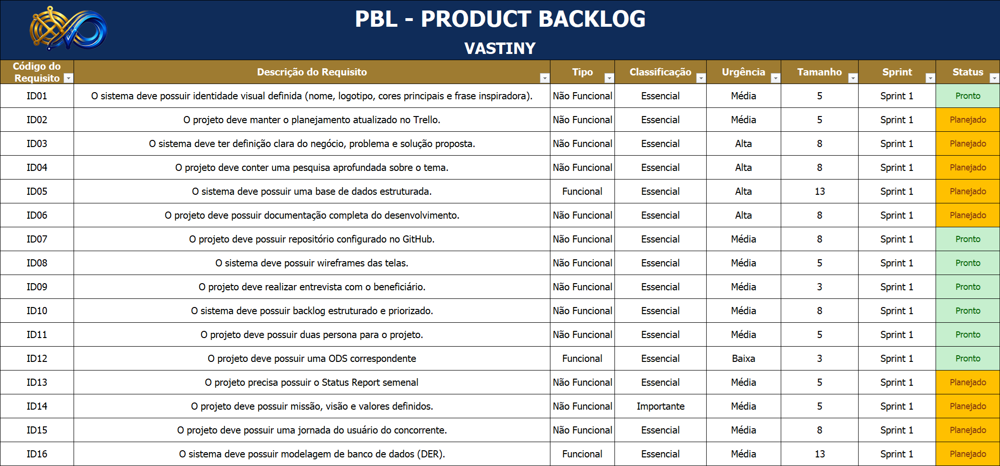 PBL - PRODUCT BACKLOG
VASTINY
Código do Requisito Descrição do Requisito Tipo Classificação Urgência Tamanho Sprint Status
ID01 O sistema deve possuir identidade visual definida (nome, logotipo, cores principais e frase inspiradora). Não Funcional Essencial Média 5 Sprint 1 Pronto
ID02 O projeto deve manter o planejamento atualizado no Trello. Não Funcional Essencial Média 5 Sprint 1 Planejado
ID03 O sistema deve ter definição clara do negócio, problema e solução proposta. Não Funcional Essencial Alta 8 Sprint 1 Planejado
ID04 O projeto deve conter uma pesquisa aprofundada sobre o tema. Não Funcional Essencial Alta 8 Sprint 1 Planejado
ID05 O sistema deve possuir uma base de dados estruturada. Funcional Essencial Alta 13 Sprint 1 Planejado
ID06 O projeto deve possuir documentação completa do desenvolvimento. Não Funcional Essencial Alta 8 Sprint 1 Planejado
ID07 O projeto deve possuir repositório configurado no GitHub. Não Funcional Essencial Média 8 Sprint 1 Pronto
ID08 O sistema deve possuir wireframes das telas. Não Funcional Essencial Média 5 Sprint 1 Pronto
ID09 O projeto deve realizar entrevista com o beneficiário. Não Funcional Essencial Média 3 Sprint 1 Pronto
ID10 O sistema deve possuir backlog estruturado e priorizado. Não Funcional Essencial Média 8 Sprint 1 Pronto
ID11 O projeto deve possuir duas persona para o projeto. Não Funcional Essencial Média 5 Sprint 1 Pronto
ID12 O projeto deve possuir uma ODS correspondente Funcional Essencial Baixa 3 Sprint 1 Pronto
ID13 O projeto precisa possuir o Status Report semenal Não Funcional Essencial Média 5 Sprint 1 Planejado
ID14 O projeto deve possuir missão, visão e valores definidos. Não Funcional Importante Média 5 Sprint 1 Planejado
ID15 O projeto deve possuir uma jornada do usuário do concorrente. Não Funcional Essencial Média 8 Sprint 1 Planejado
ID16 O sistema deve possuir modelagem de banco de dados (DER). Funcional Essencial Média 13 Sprint 1 Planejado